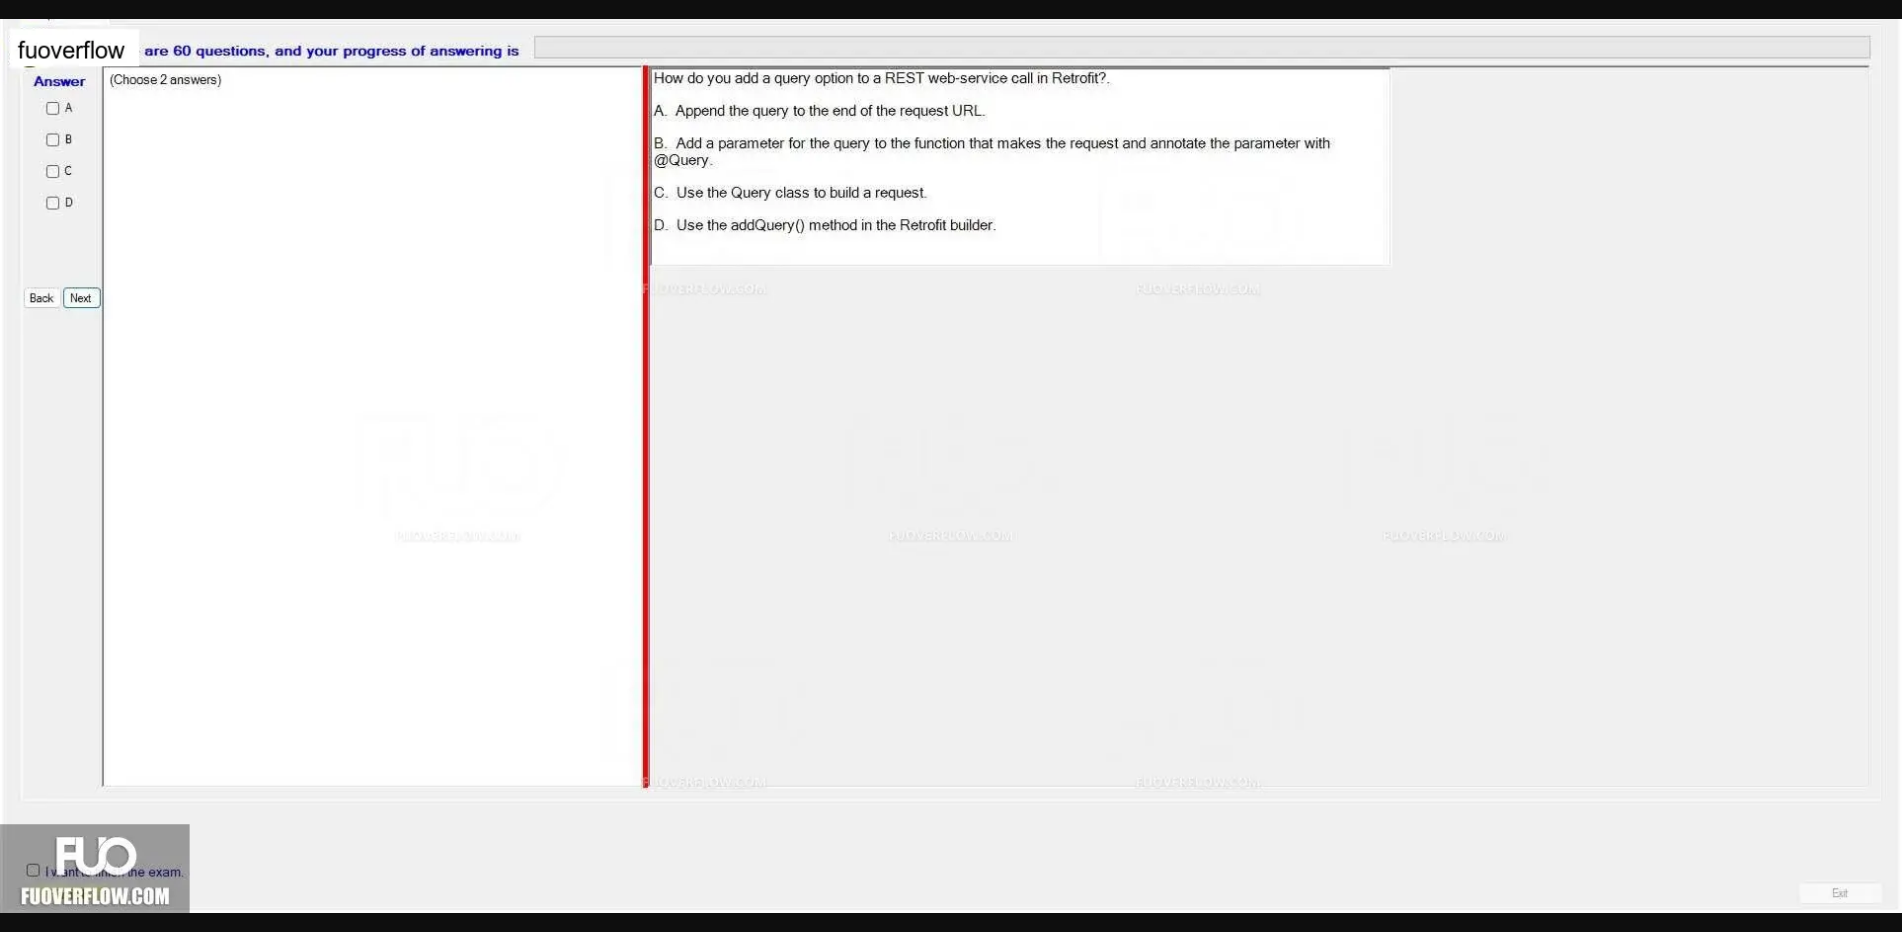 fuoverflow are 60 questions, and your progress of answering is
Answer
(Choose 2 answers)
A
B
C
D
Back Next
How do you add a query option to a REST web-service call in Retrofit?.
A. Append the query to the end of the request URL.
B. Add a parameter for the query to the function that makes the request and annotate the parameter with
@Query.
C. Use the Query class to build a request.
D. Use the addQuery() method in the Retrofit builder.
FUOVERFLOW.COM FUOVERFLOW.COM
FUOVERFLOW.COM FUOVERFLOW.COM FUOVERFLOW.COM
FUOVERFLOW.COM FUOVERFLOW.COM
FUO
I want to finish the exam.
FUOVERFLOW.COM
Exit